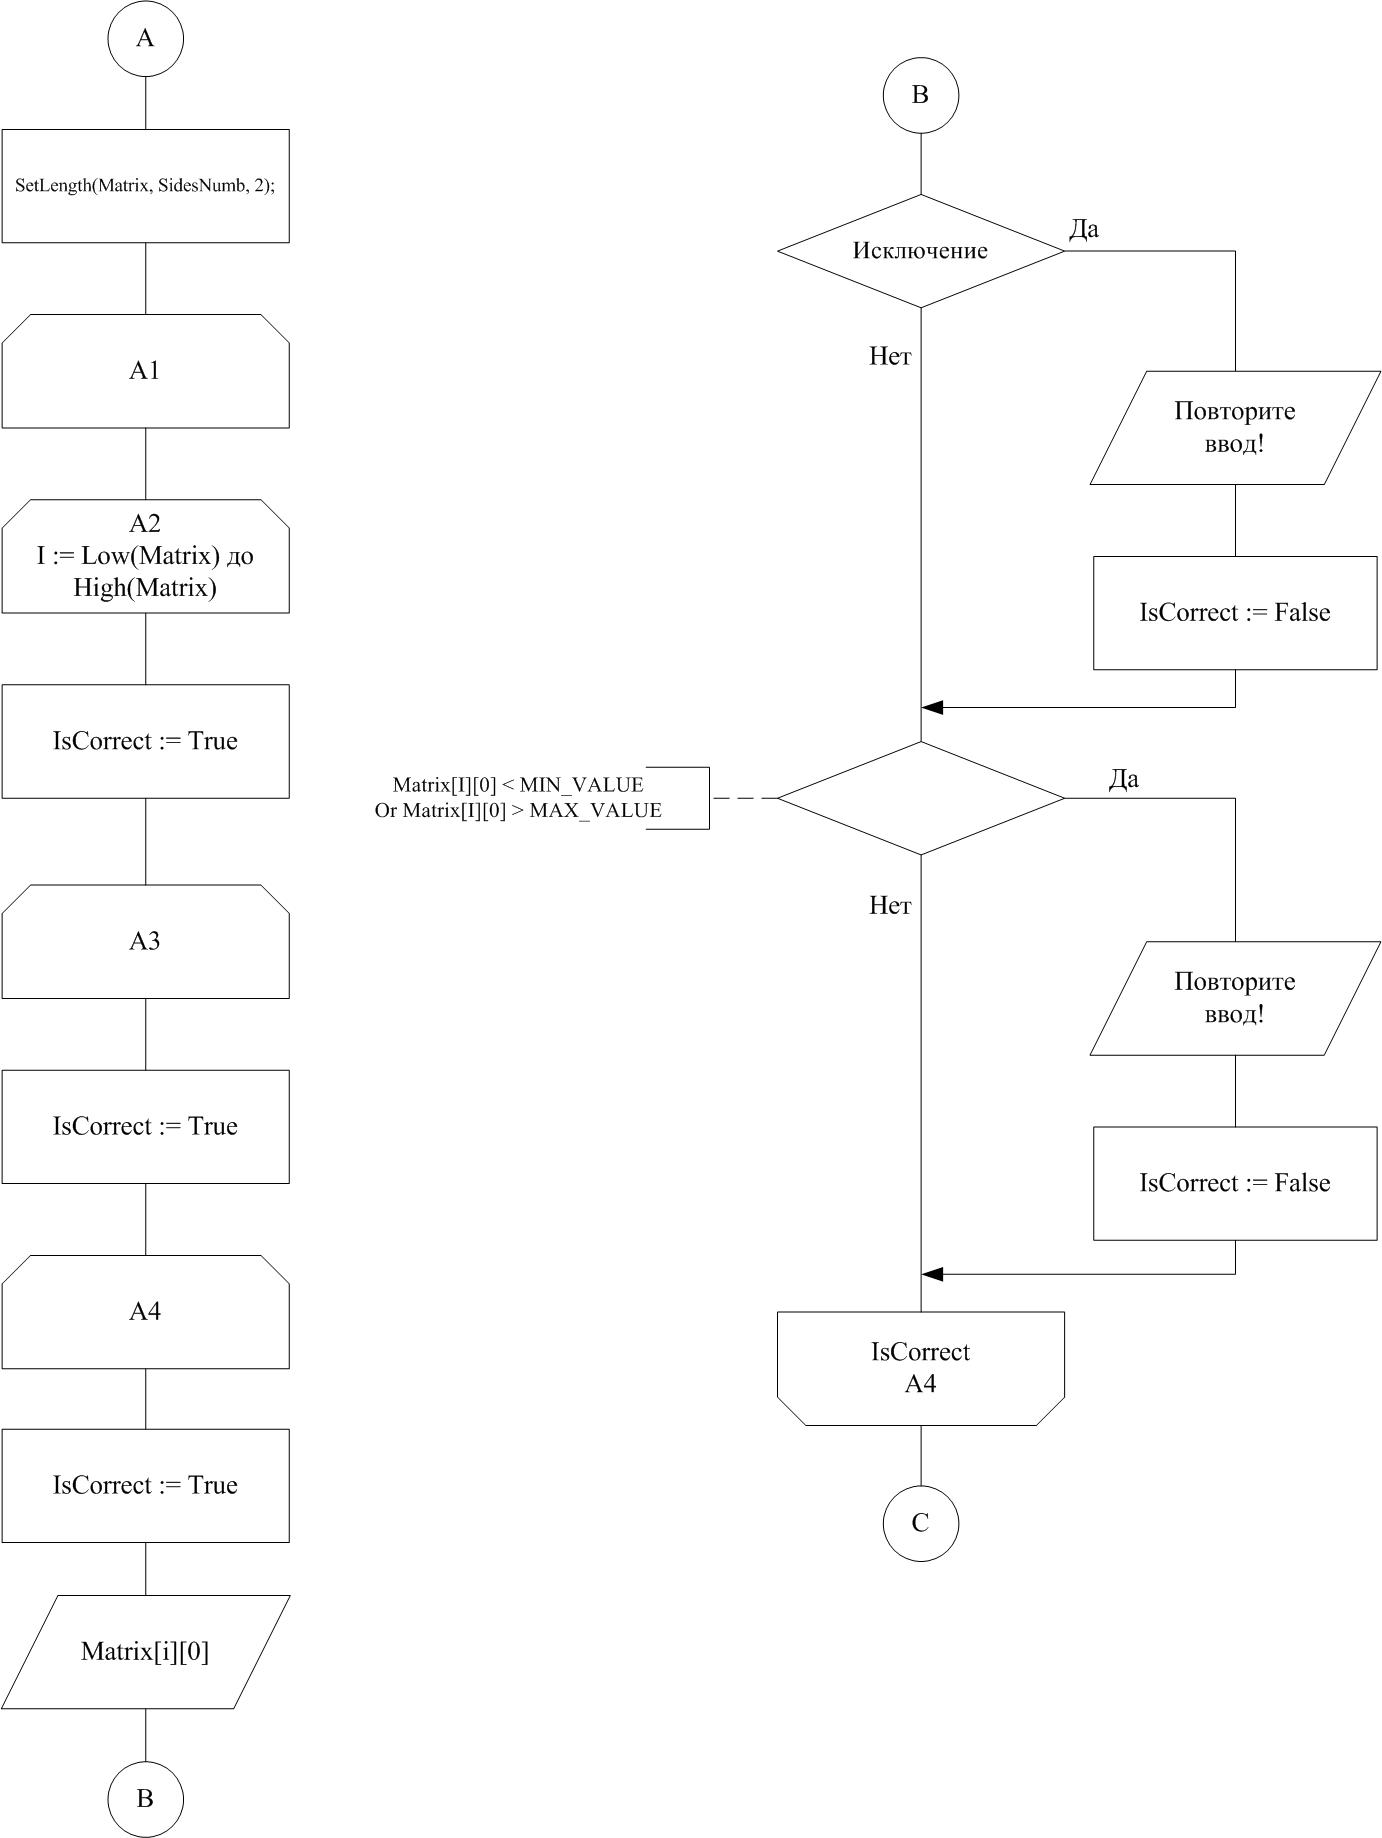 A
SetLength(Matrix, SidesNumb, 2);
A1
A2
I := Low(Matrix) до
High(Matrix)
IsCorrect := True
A3
IsCorrect := True
A4
IsCorrect := True
Matrix[i][0]
B
B
Исключение
Да
Нет
Повторите
ввод!
IsCorrect := False
Matrix[I][0] < MIN_VALUE
Or Matrix[I][0] > MAX_VALUE
Да
Нет
Повторите
ввод!
IsCorrect := False
IsCorrect
A4
C